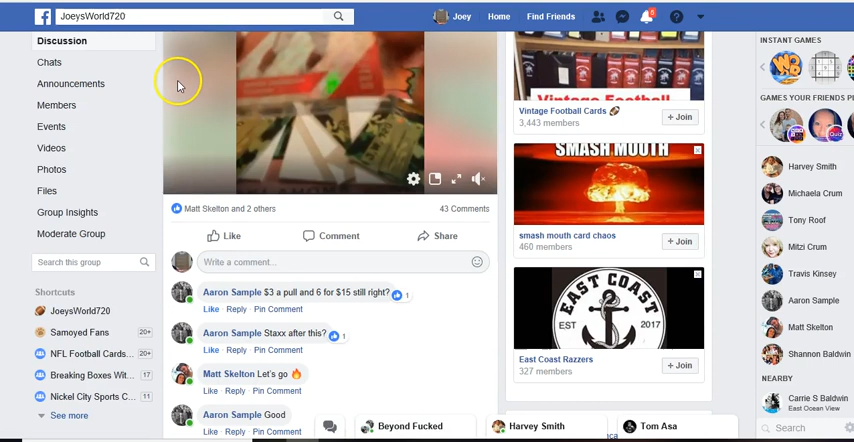 JoeysWorld720
Joey
Home
Find Friends
5
Discussion
Chats
Announcements
Members
Events
Videos
Photos
Files
Group Insights
Moderate Group
Search this group
Shortcuts
JoeysWorld720
Samoyed Fans 20+
NFL Football Cards... 20+
Breaking Boxes Wit... 17
Nickel City Sports C... 11
See more
Matt Skelton and 2 others
43 Comments
Like
Comment
Share
Write a comment...
Aaron Sample $3 a pull and 6 for $15 still right? 1
Like · Reply · Pin Comment
Aaron Sample Staxx after this? 1
Like · Reply · Pin Comment
Matt Skelton Let's go 🔥
Like · Reply · Pin Comment
Aaron Sample Good
Like · Reply · Pin Comment
Vintage Football
Vintage Football Cards 🏈
3,443 members
+ Join
SMASH MOUTH
smash mouth card chaos
460 members
+ Join
EAST COAST
EST 2017
East Coast Razzers
327 members
+ Join
INSTANT GAMES
GAMES YOUR FRIENDS P
Harvey Smith
Michaela Crum
Tony Roof
Mitzi Crum
Travis Kinsey
Aaron Sample
Matt Skelton
Shannon Baldwin
NEARBY
Carrie S Baldwin
East Ocean View
Search
Beyond Fucked
Harvey Smith
Tom Asa